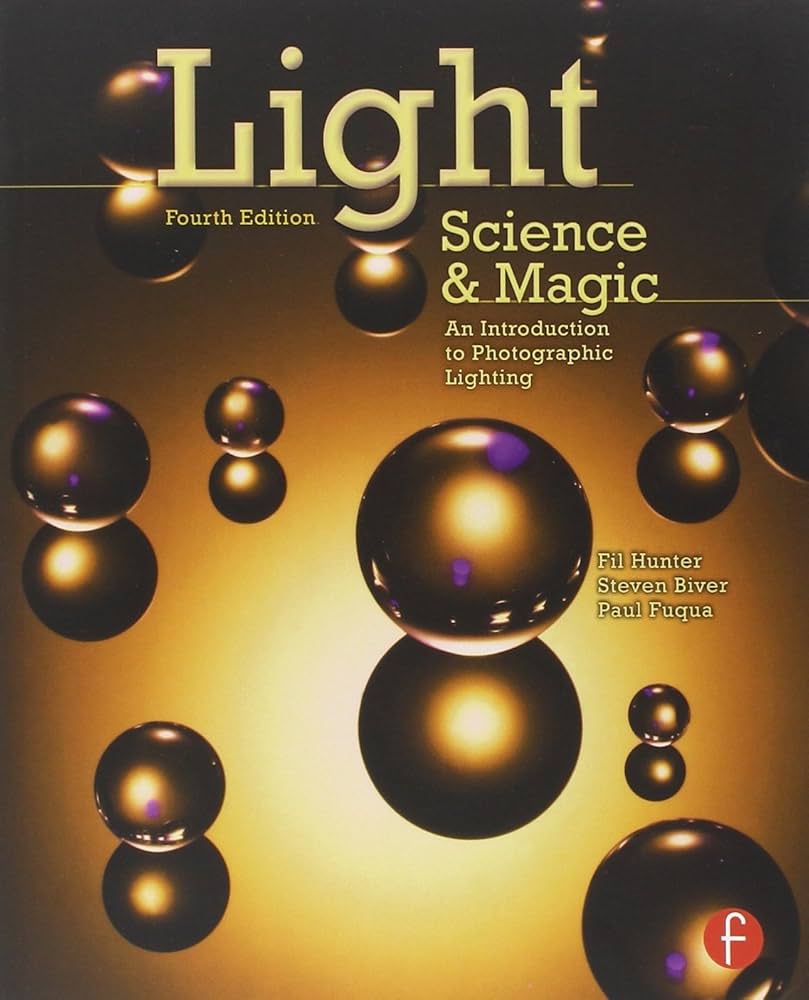 Light
Fourth Edition
Science
& Magic
An Introduction
to Photographic
Lighting
Fil Hunter
Steven Biver
Paul Fuqua
f